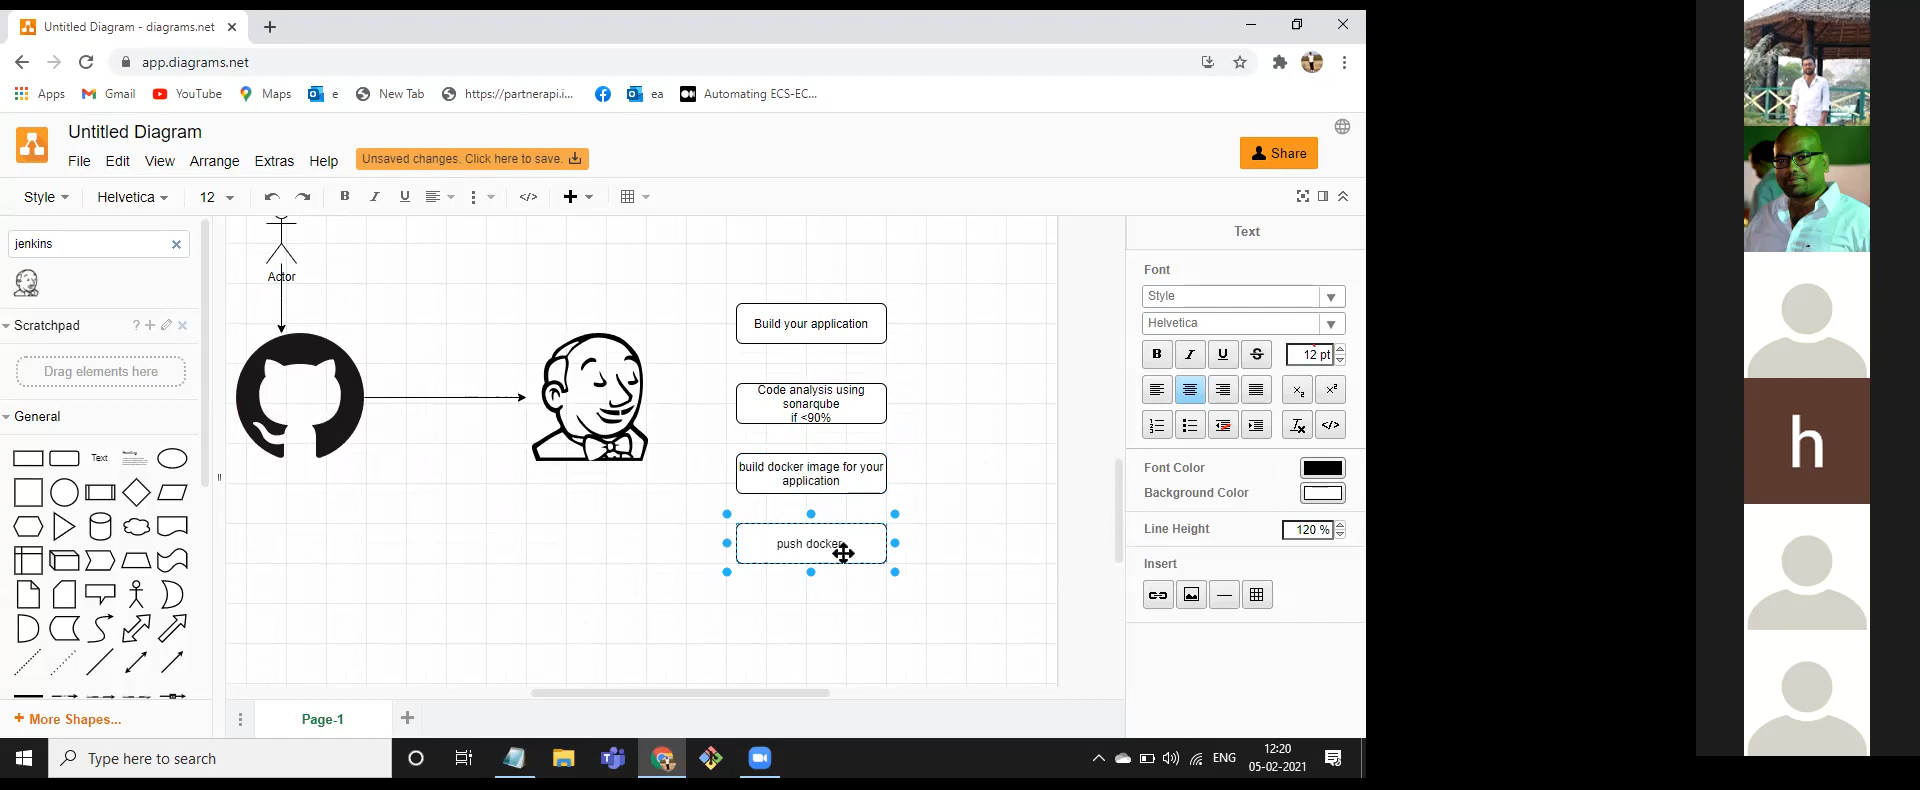 Untitled Diagram - diagrams.net
app.diagrams.net
Apps
Gmail
YouTube
Maps
e
New Tab
https://partnerapi.i...
ea
Automating ECS-EC...
Untitled Diagram
File Edit View Arrange Extras Help
Unsaved changes. Click here to save.
Share
Style
Helvetica
12
B I U
</>
jenkins
Scratchpad
?
Drag elements here
General
Text
Actor
Build your application
Code analysis using
sonarqube
if <90%
build docker image for your
application
push docker
Text
Font
Style
Helvetica
B I U S
12 pt
Font Color
Background Color
Line Height
120 %
Insert
More Shapes...
Page-1
Type here to search
ENG
12:20
05-02-2021
h